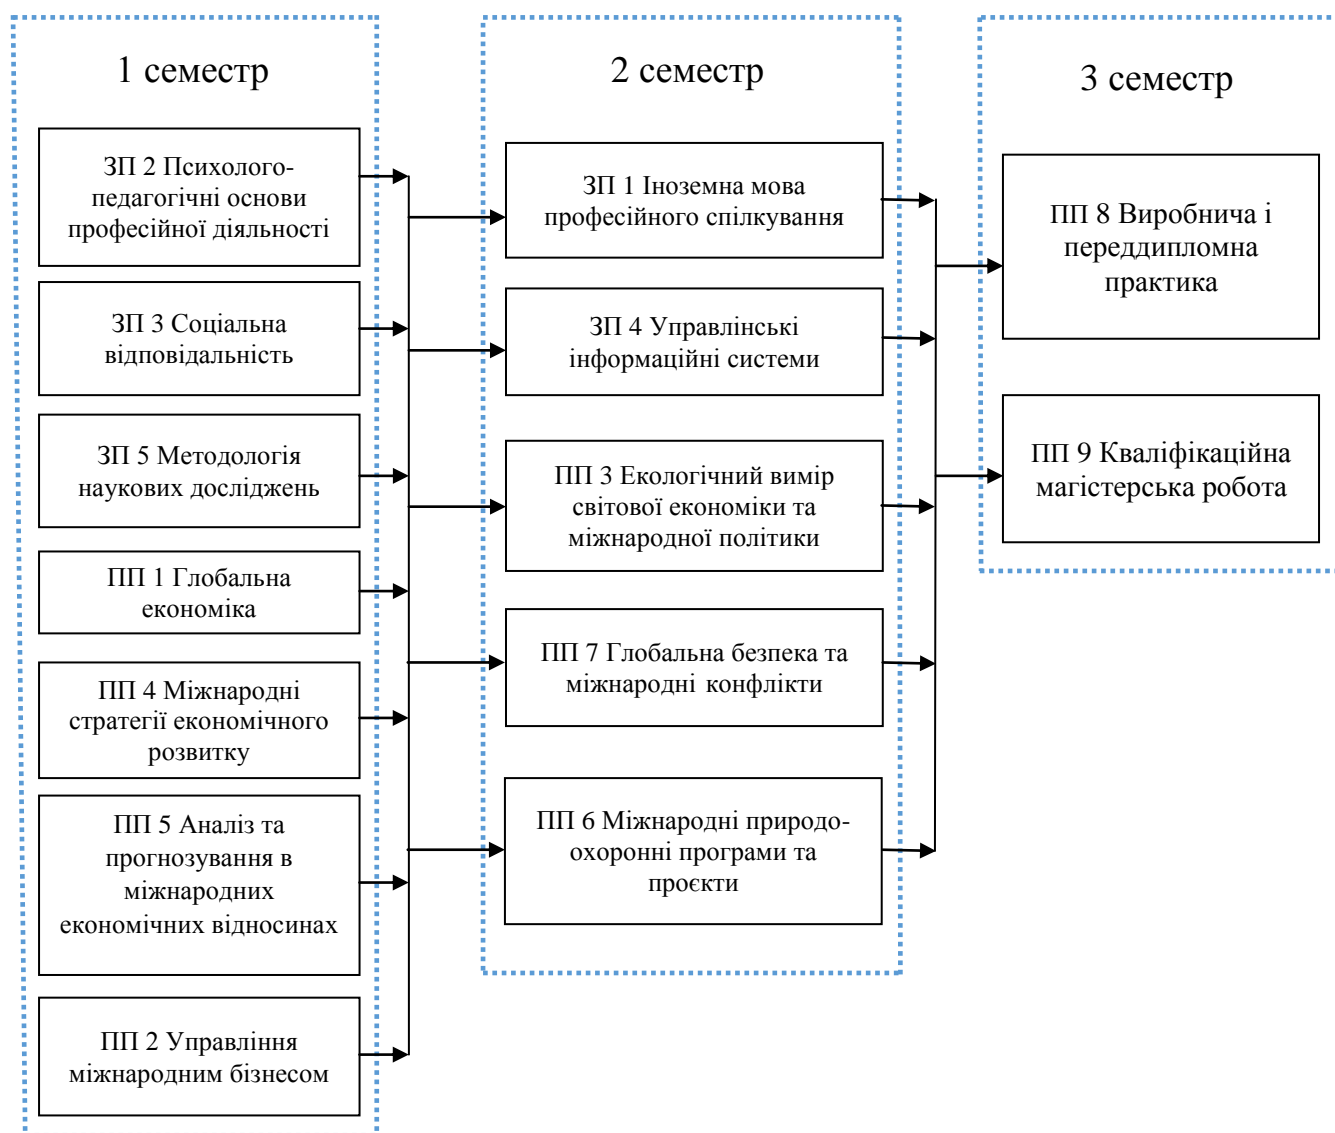 1 семестр
ЗП 2 Психолого-
педагогічні основи
професійної діяльності
ЗП 3 Соціальна
відповідальність
ЗП 5 Методологія
наукових досліджень
ПП 1 Глобальна
економіка
ПП 4 Міжнародні
стратегії економічного
розвитку
ПП 5 Аналіз та
прогнозування в
міжнародних
економічних відносинах
ПП 2 Управління
міжнародним бізнесом
2 семестр
ЗП 1 Іноземна мова
професійного спілкування
ЗП 4 Управлінські
інформаційні системи
ПП 3 Екологічний вимір
світової економіки та
міжнародної політики
ПП 7 Глобальна безпека та
міжнародні конфлікти
ПП 6 Міжнародні природо-
охоронні програми та
проєкти
3 семестр
ПП 8 Виробнича і
переддипломна
практика
ПП 9 Кваліфікаційна
магістерська робота